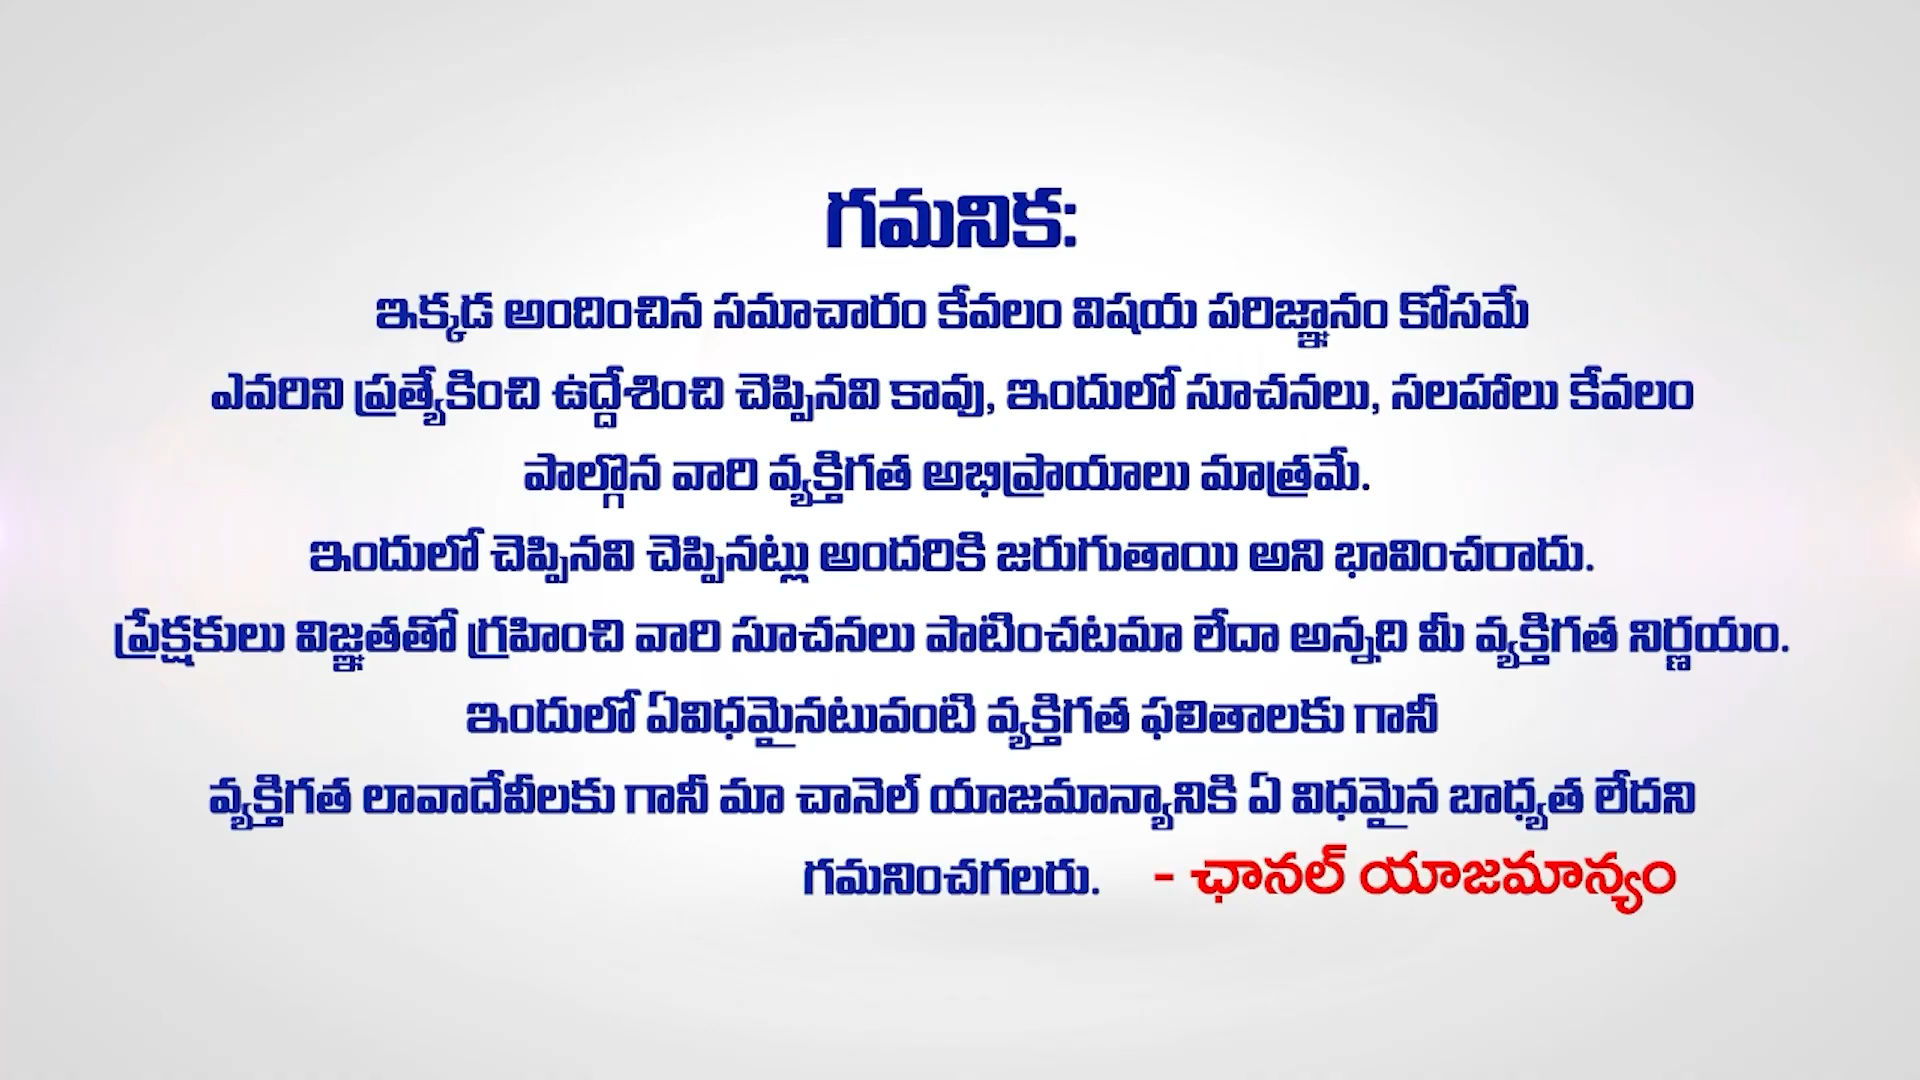 గమనిక:
ఇక్కడ అందించిన సమాచారం కేవలం విషయ పరిజ్ఞానం కోసమే
ఎవరిని ప్రత్యేకించి ఉద్దేశించి చెప్పినవి కావు, ఇందులో సూచనలు, సలహాలు కేవలం
పాల్గొన వారి వ్యక్తిగత అభిప్రాయాలు మాత్రమే.
ఇందులో చెప్పినవి చెప్పినట్లు అందరికి జరుగుతాయి అని భావించరాదు.
ప్రేక్షకులు విజ్ఞతతో గ్రహించి వారి సూచనలు పాటించటమా లేదా అన్నది మీ వ్యక్తిగత నిర్ణయం.
ఇందులో ఏవిధమైనటువంటి వ్యక్తిగత ఫలితాలకు గానీ
వ్యక్తిగత లావాదేవీలకు గానీ మా చానెల్ యాజమాన్యానికి ఏ విధమైన బాధ్యత లేదని
గమనించగలరు. - ఛానల్ యాజమాన్యం